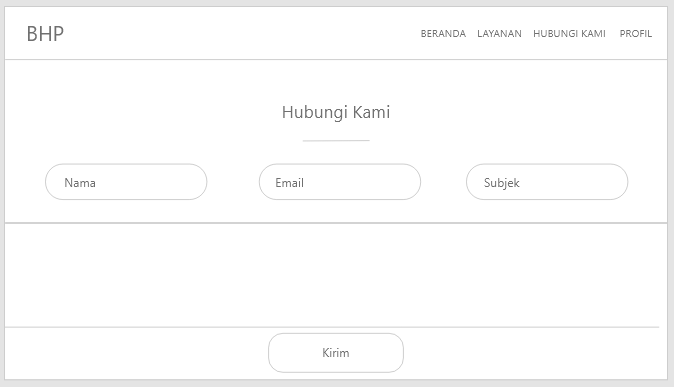 BHP
BERANDA LAYANAN HUBUNGI KAMI PROFIL
Hubungi Kami
Nama Email Subjek
Kirim